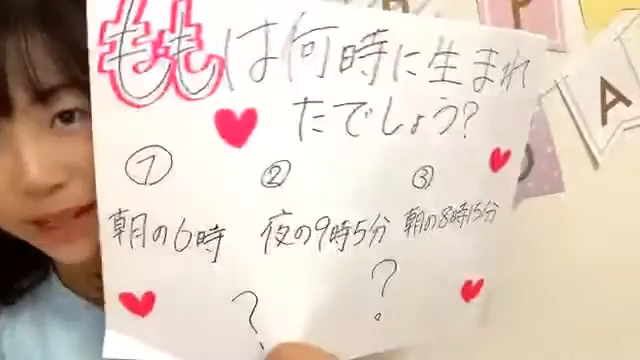 ももは何時に生まれ
たでしょう?
① ② ③
朝の6時 夜の9時5分 朝の8時15分
? ?
P
A